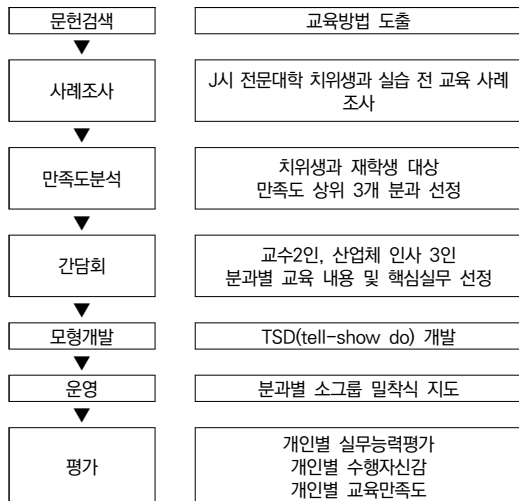 문헌검색
교육방법 도출
▼
사례조사
J시 전문대학 치위생과 실습 전 교육 사례
조사
▼
만족도분석
치위생과 재학생 대상
만족도 상위 3개 분과 선정
▼
간담회
교수2인, 산업체 인사 3인
분과별 교육 내용 및 핵심실무 선정
▼
모형개발
TSD(tell-show do) 개발
▼
운영
분과별 소그룹 밀착식 지도
▼
평가
개인별 실무능력평가
개인별 수행자신감
개인별 교육만족도